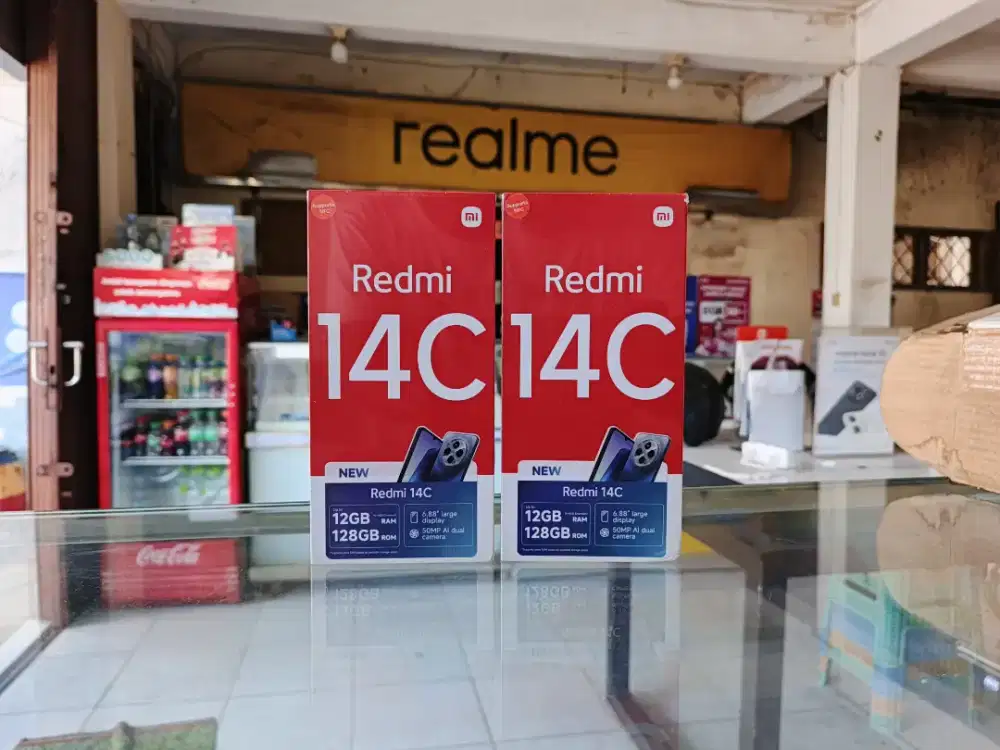 realme
Supports
NFC
mi
Redmi
14C
NEW
Redmi 14C
12GB RAM
128GB ROM
6.88" large
display
50MP AI dual
camera
mi
Redmi
14C
NEW
Redmi 14C
12GB RAM
128GB ROM
6.88" large
display
50MP AI dual
camera
Coca-Cola